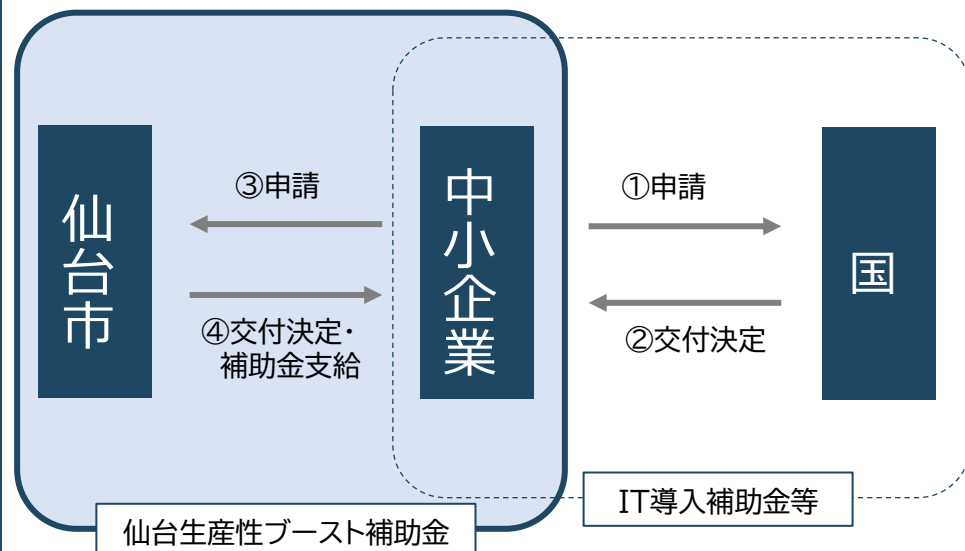 仙台市
③申請
④交付決定・
補助金支給
中小企業
①申請
②交付決定
国
IT導入補助金等
仙台生産性ブースト補助金